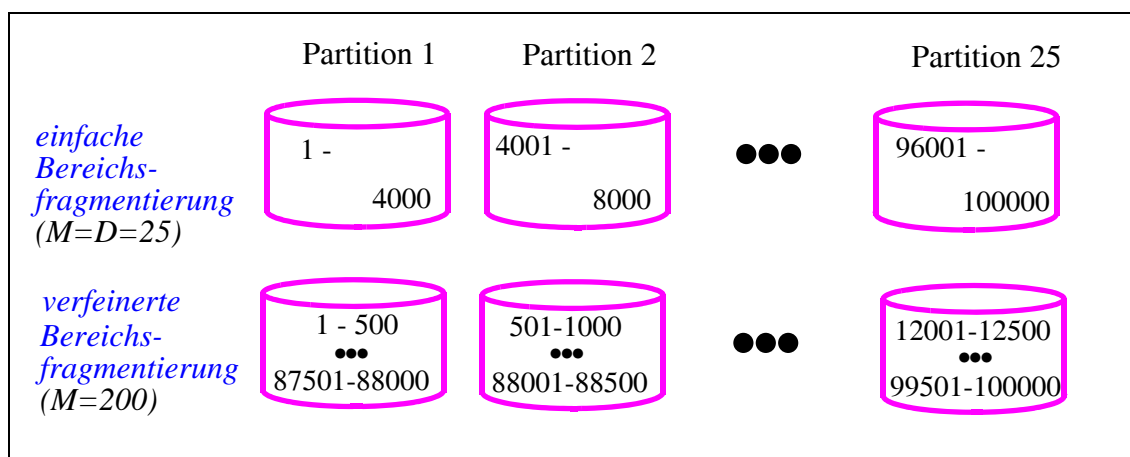 Partition 1
Partition 2
Partition 25
einfache
Bereichs-
fragmentierung
(M=D=25)
1 -
4000
4001 -
8000
●●●
96001 -
100000
verfeinerte
Bereichs-
fragmentierung
(M=200)
1 - 500
●●●
87501-88000
501-1000
●●●
88001-88500
●●●
12001-12500
●●●
99501-100000